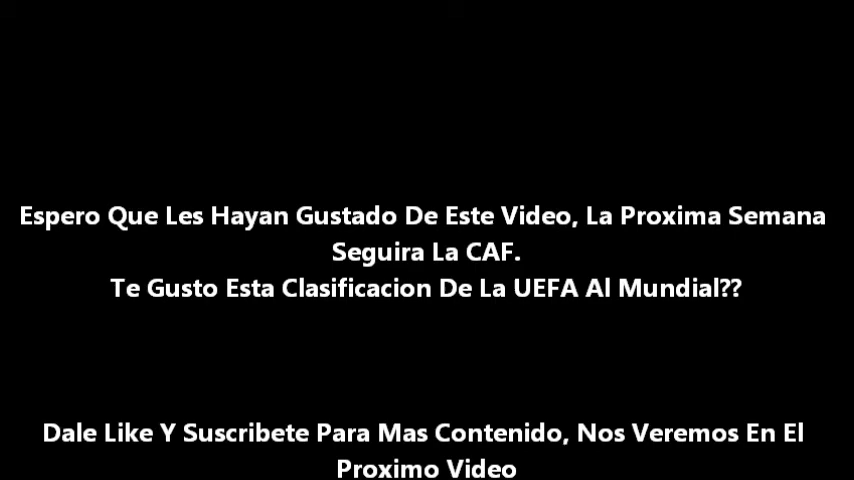 Espero Que Les Hayan Gustado De Este Video, La Proxima Semana
Seguira La CAF.
Te Gusto Esta Clasificacion De La UEFA Al Mundial??
Dale Like Y Suscribete Para Mas Contenido, Nos Veremos En El
Proximo Video